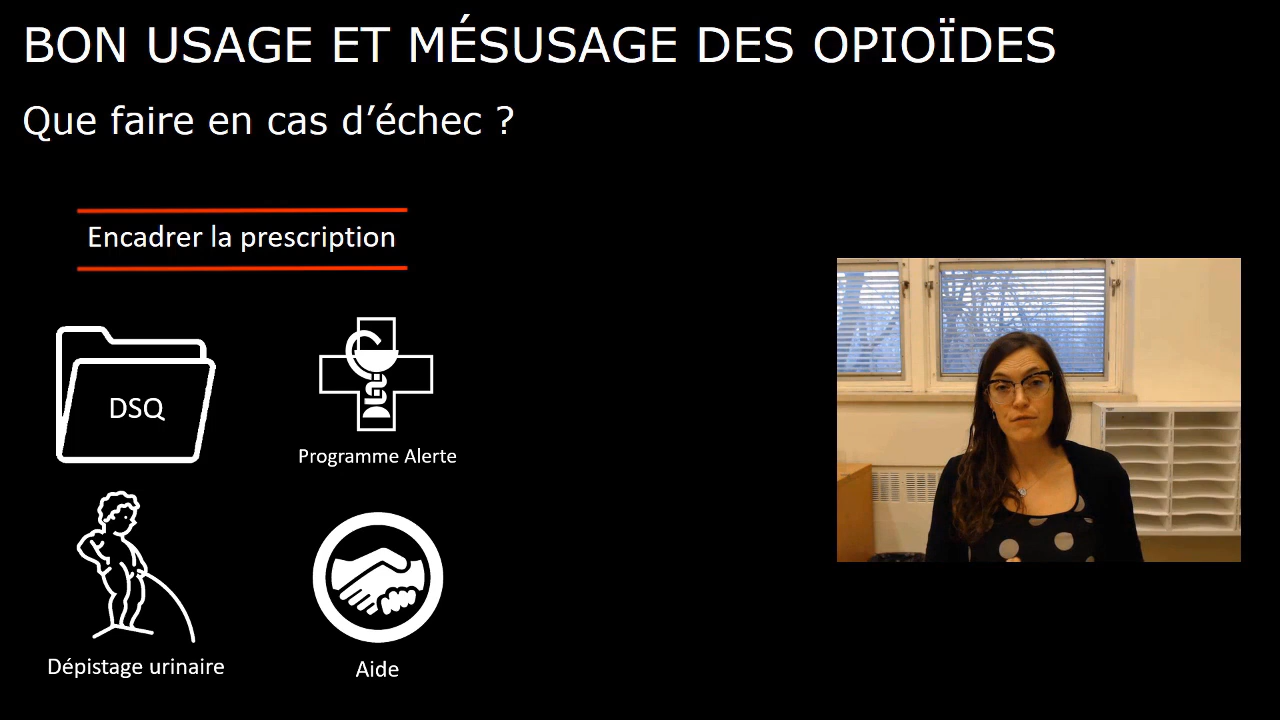 BON USAGE ET MÉSUSAGE DES OPIOÏDES
Que faire en cas d’échec ?
Encadrer la prescription
DSQ
Programme Alerte
Dépistage urinaire
Aide